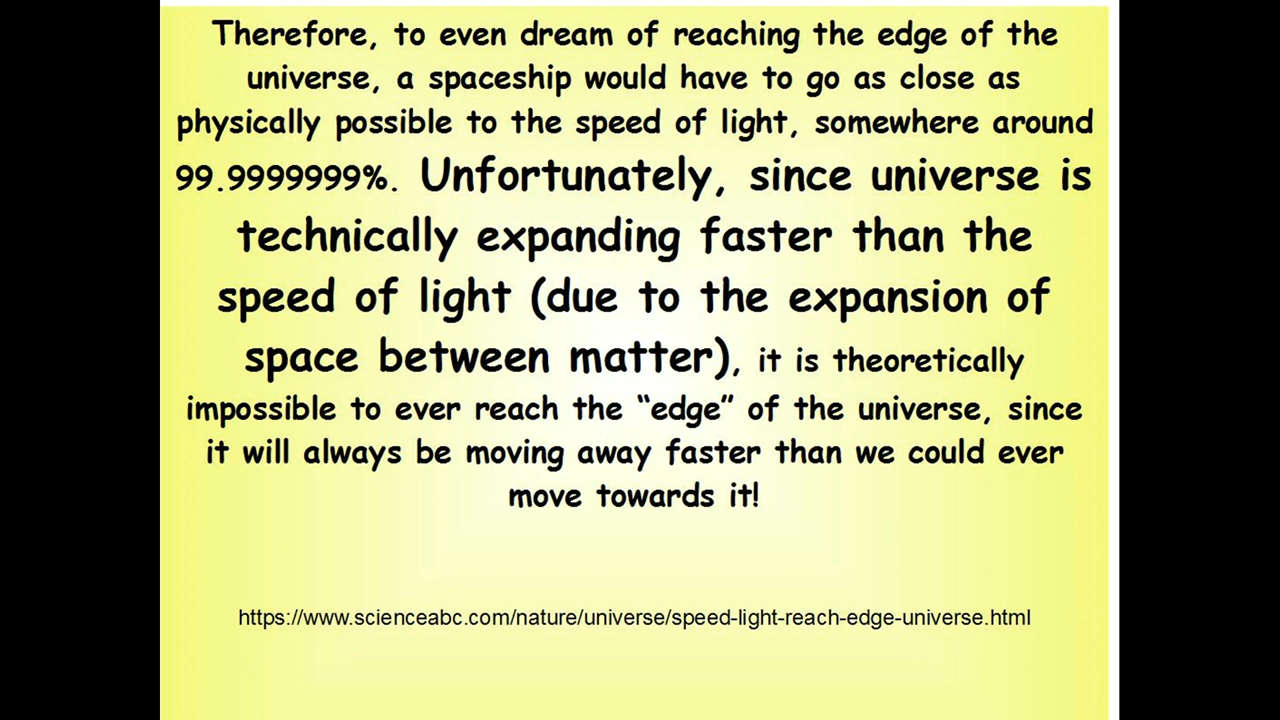 Therefore, to even dream of reaching the edge of the
universe, a spaceship would have to go as close as
physically possible to the speed of light, somewhere around
99.9999999%. Unfortunately, since universe is
technically expanding faster than the
speed of light (due to the expansion of
space between matter), it is theoretically
impossible to ever reach the “edge” of the universe, since
it will always be moving away faster than we could ever
move towards it!
https://www.scienceabc.com/nature/universe/speed-light-reach-edge-universe.html